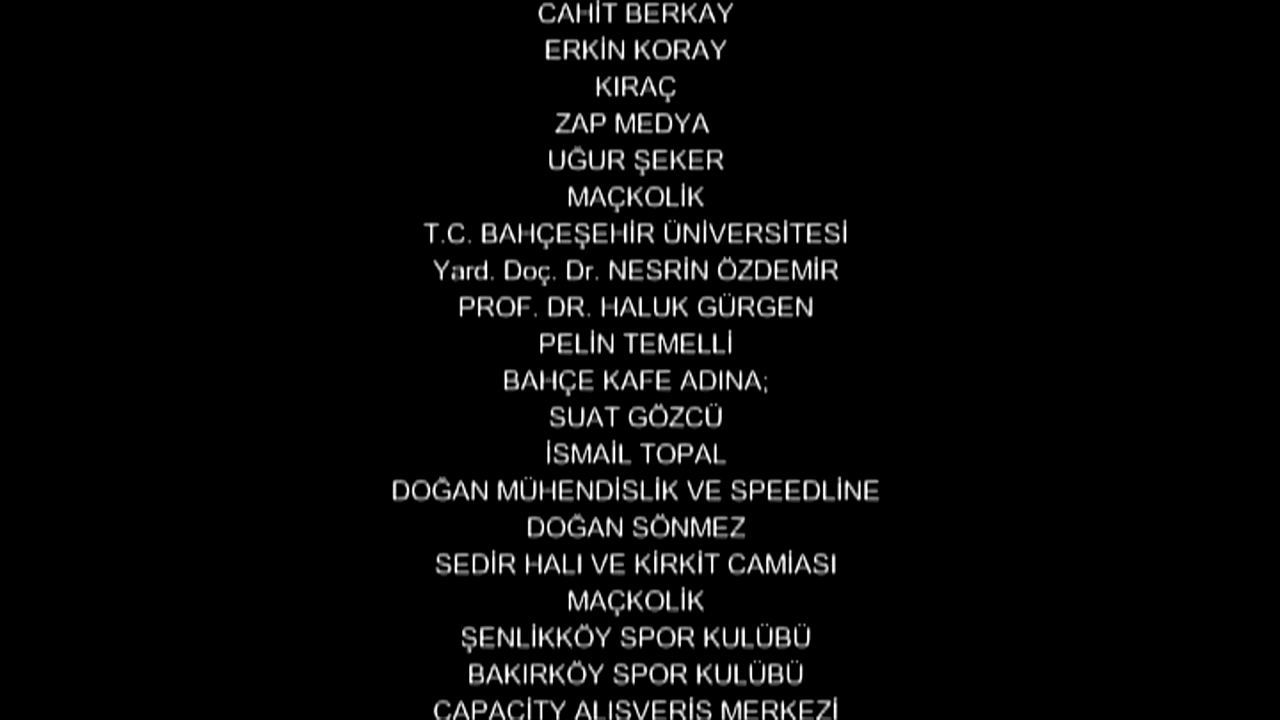 CAHİT BERKAY
ERKİN KORAY
KIRAÇ
ZAP MEDYA
UĞUR ŞEKER
MAÇKOLİK
T.C. BAHÇEŞEHİR ÜNİVERSİTESİ
Yard. Doç. Dr. NESRİN ÖZDEMİR
PROF. DR. HALUK GÜRGEN
PELİN TEMELLİ
BAHÇE KAFE ADINA;
SUAT GÖZCÜ
İSMAİL TOPAL
DOĞAN MÜHENDİSLİK VE SPEEDLİNE
DOĞAN SÖNMEZ
SEDİR HALI VE KİRKİT CAMİASI
MAÇKOLİK
ŞENLİKKÖY SPOR KULÜBÜ
BAKIRKÖY SPOR KULÜBÜ
CAPACİTY ALIŞVERİŞ MERKEZİ